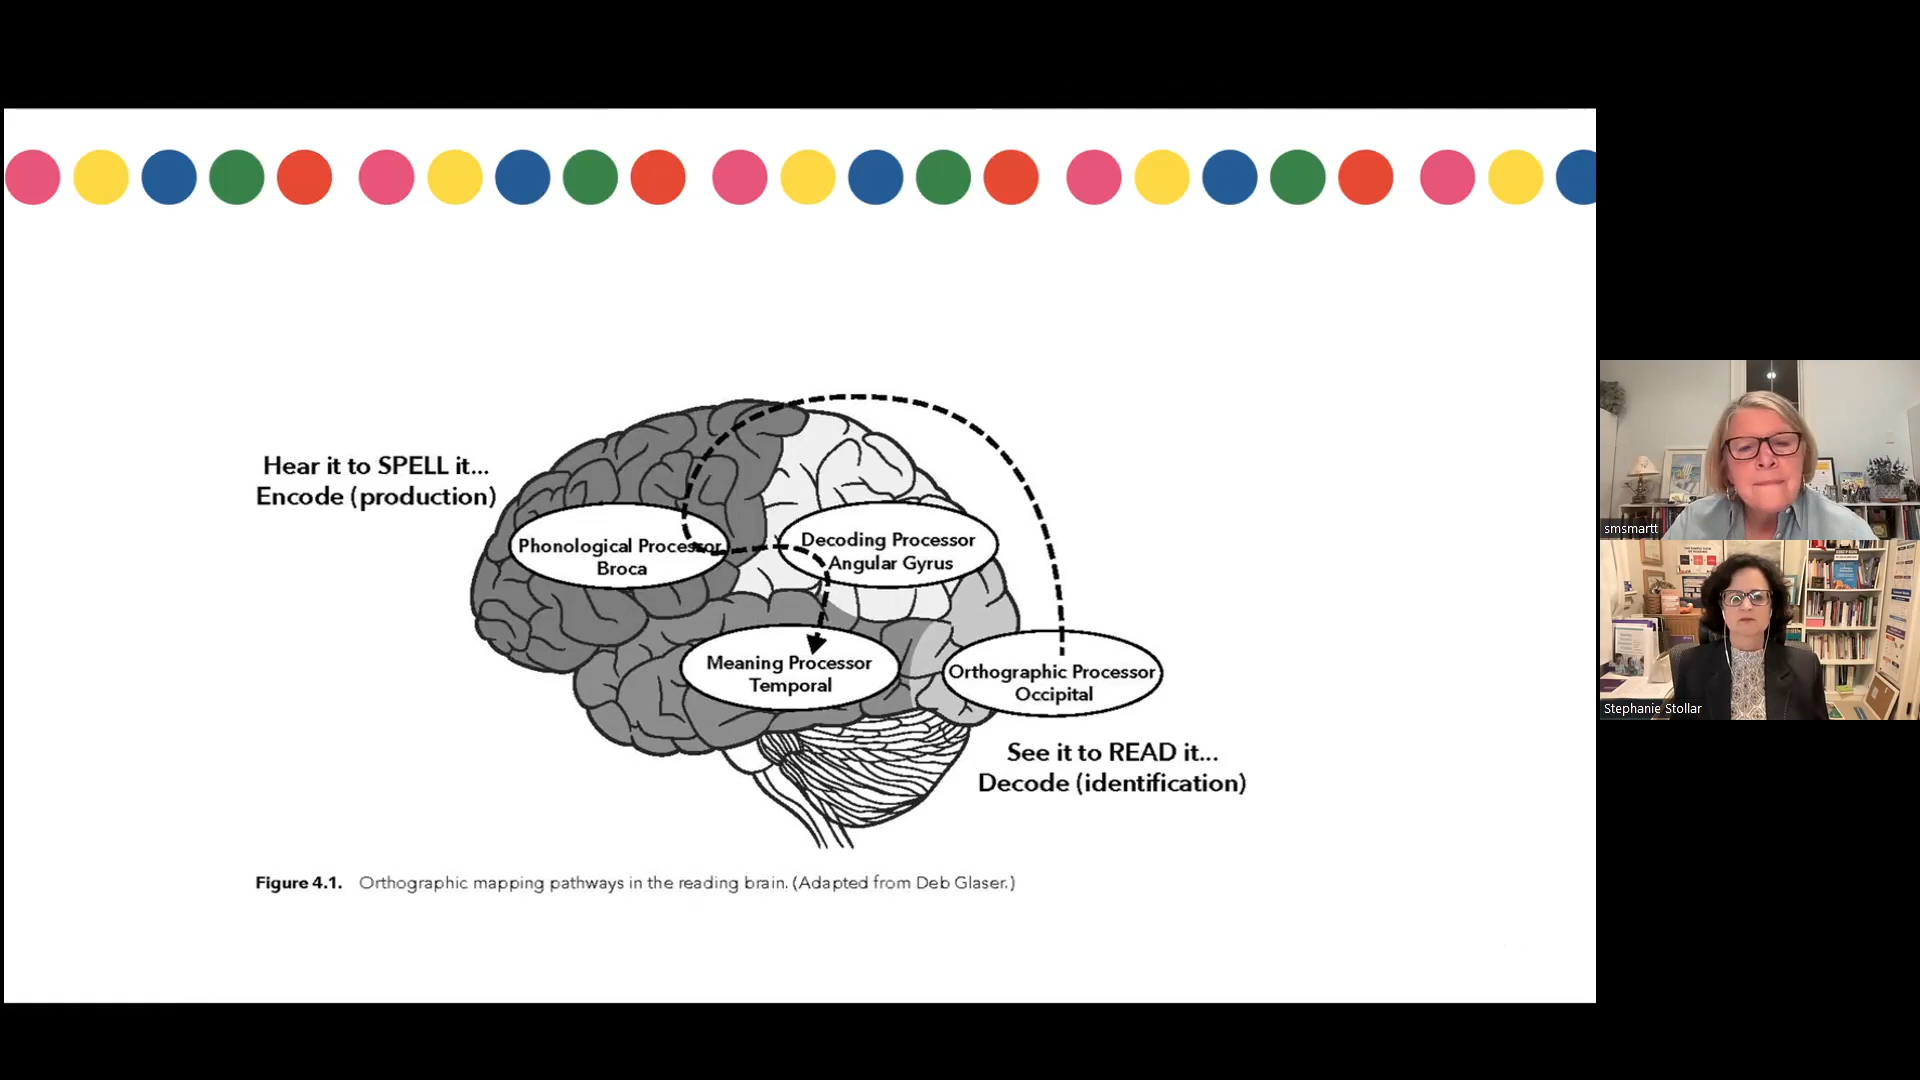 Hear it to SPELL it...
Encode (production)
Phonological Processor
Broca
Decoding Processor
Angular Gyrus
Meaning Processor
Temporal
Orthographic Processor
Occipital
See it to READ it...
Decode (identification)
Figure 4.1. Orthographic mapping pathways in the reading brain. (Adapted from Deb Glaser.)
smsmartt
Stephanie Stollar